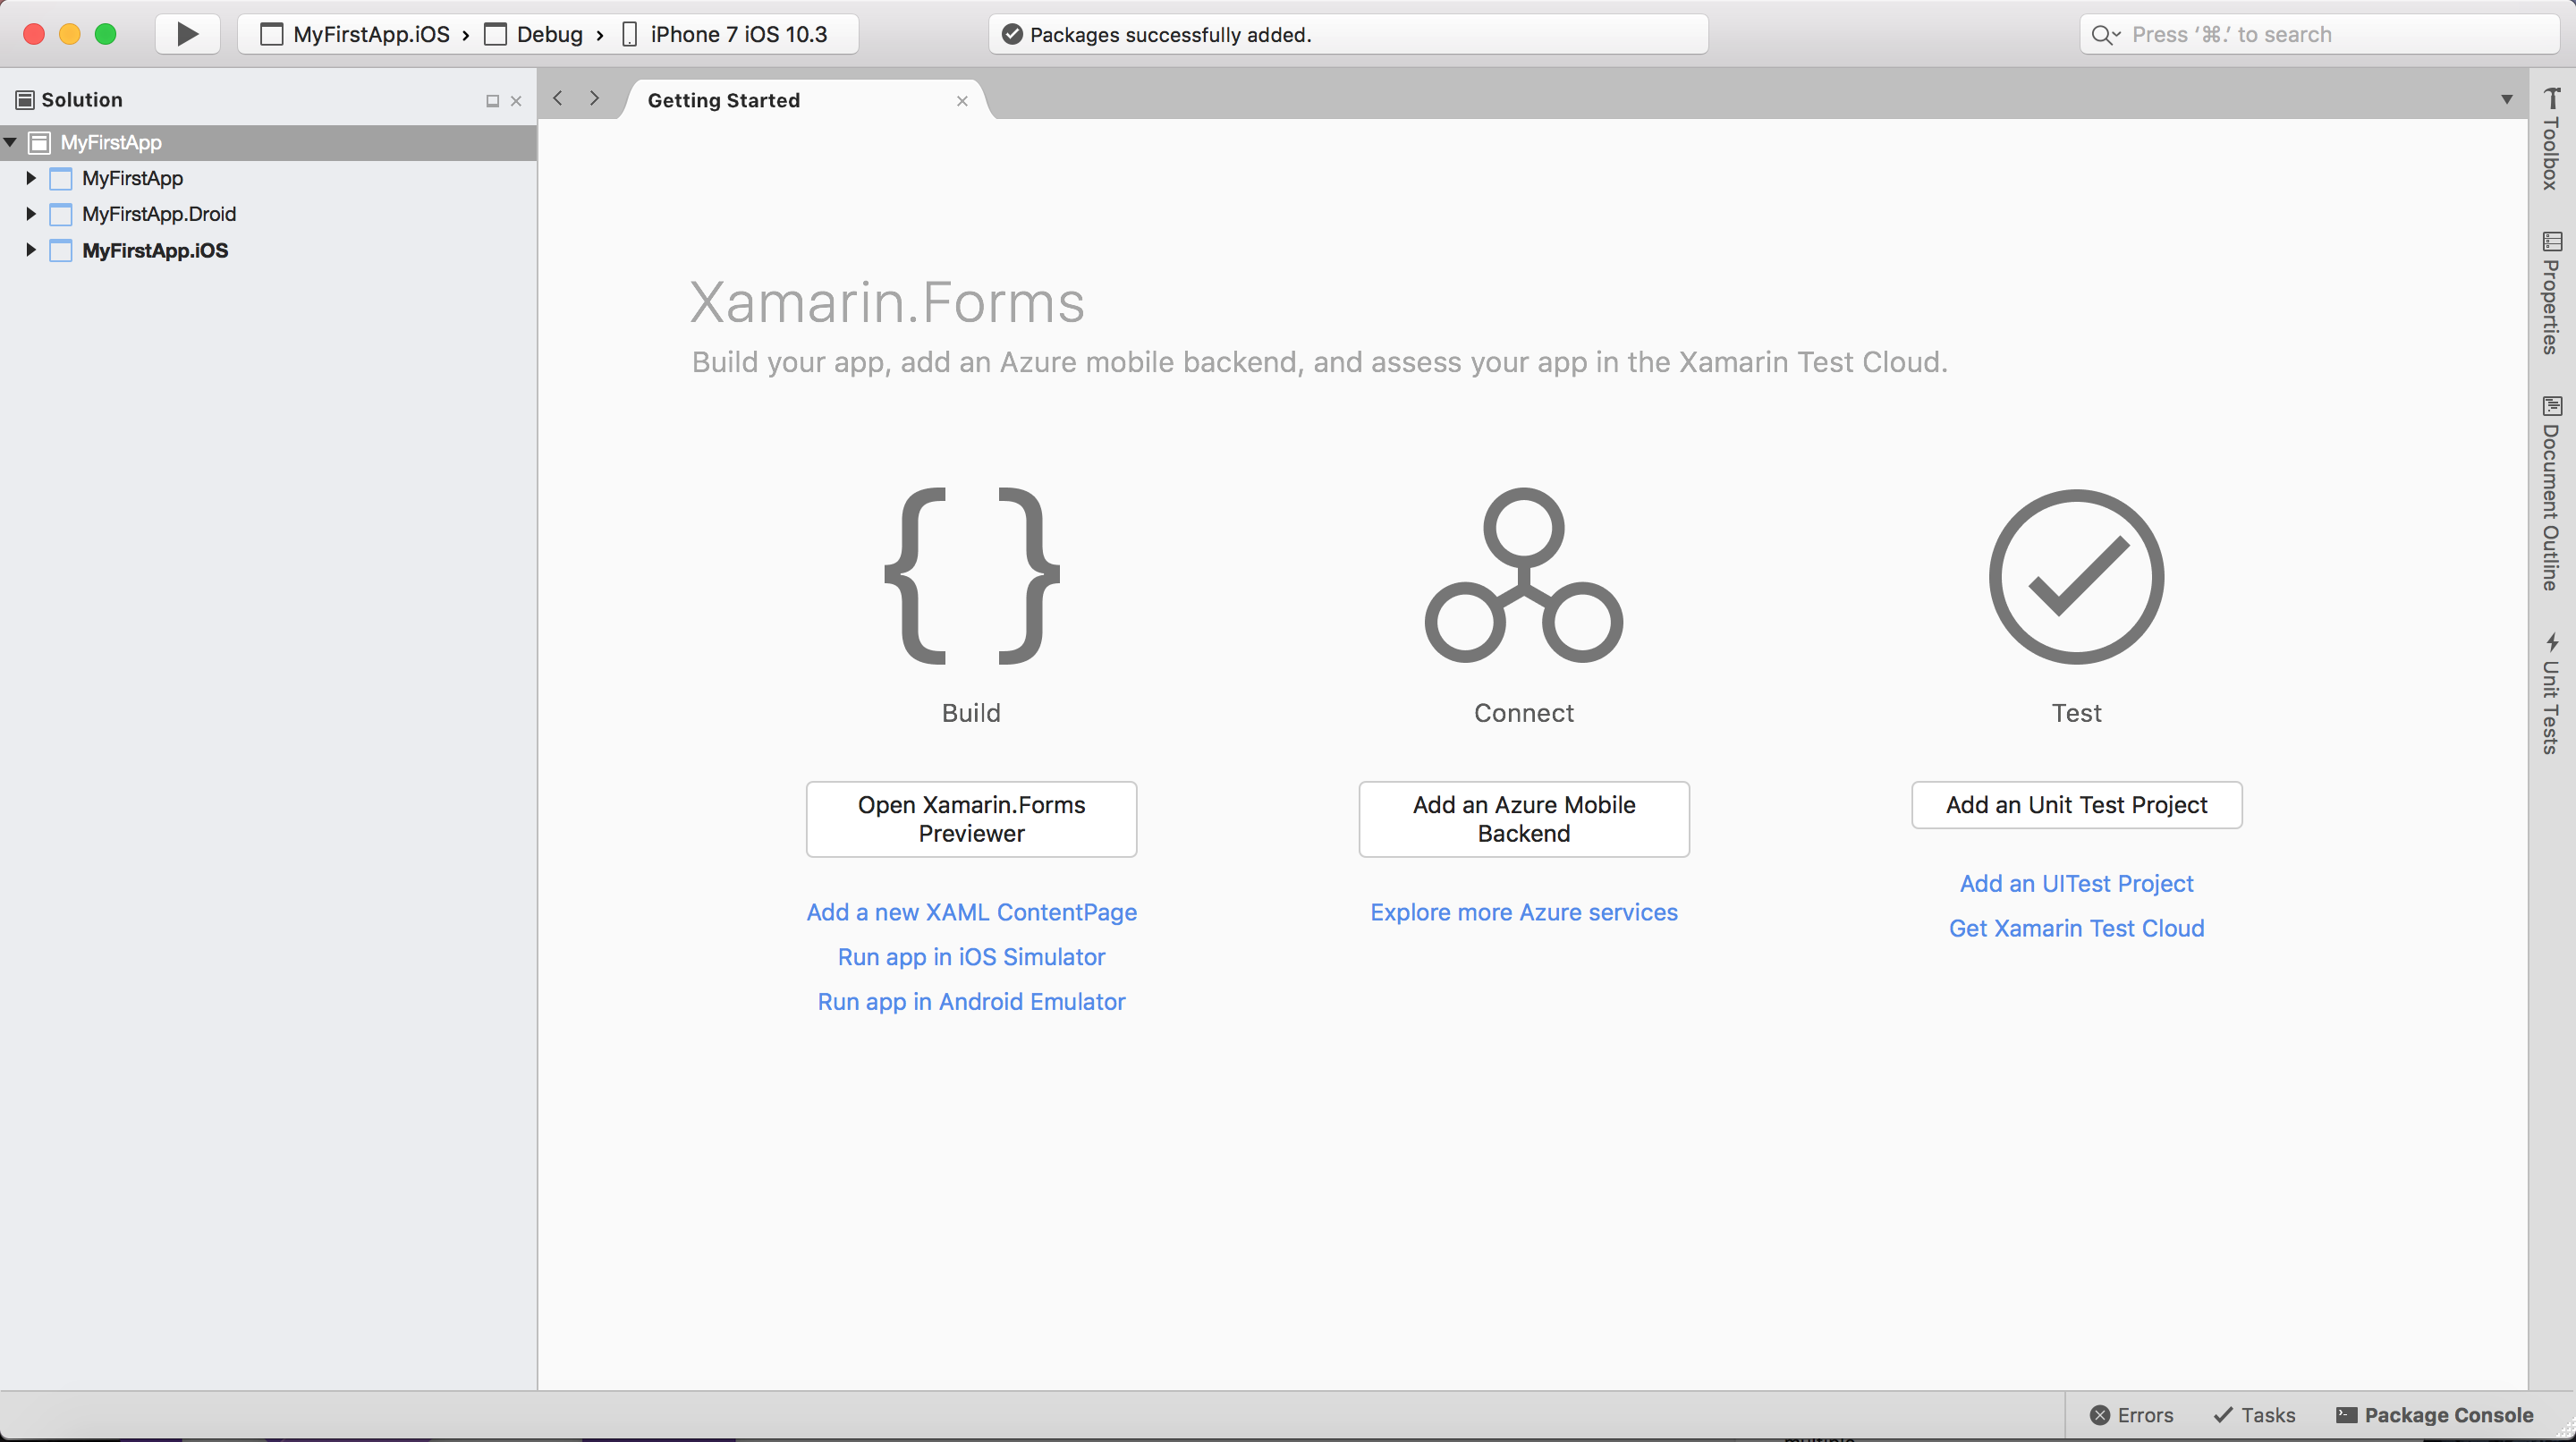 MyFirstApp.iOS › Debug › iPhone 7 iOS 10.3
Packages successfully added.
Press ‘⌘.’ to search
Solution
MyFirstApp
MyFirstApp
MyFirstApp.Droid
MyFirstApp.iOS
Getting Started
Xamarin.Forms
Build your app, add an Azure mobile backend, and assess your app in the Xamarin Test Cloud.
Build
Open Xamarin.Forms
Previewer
Add a new XAML ContentPage
Run app in iOS Simulator
Run app in Android Emulator
Connect
Add an Azure Mobile
Backend
Explore more Azure services
Test
Add an Unit Test Project
Add an UITest Project
Get Xamarin Test Cloud
Toolbox
Properties
Document Outline
Unit Tests
Errors
Tasks
Package Console